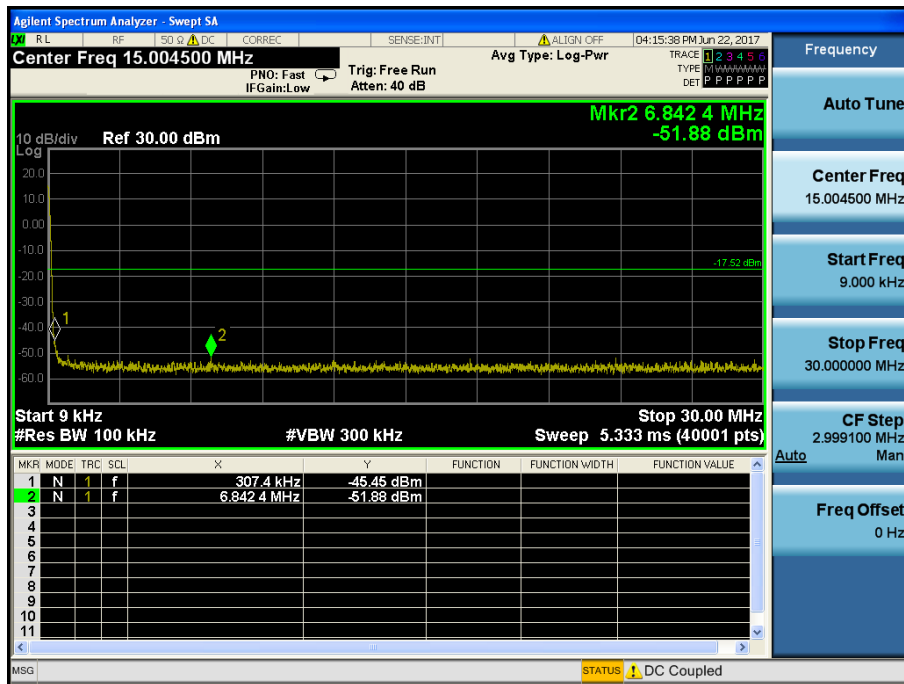 Agilent Spectrum Analyzer - Swept SA
LXI RL RF 50 Ω DC CORREC SENSE:INT ALIGN OFF 04:15:38 PM Jun 22, 2017
Center Freq 15.004500 MHz
PNO: Fast
IFGain:Low
Trig: Free Run
Atten: 40 dB
Avg Type: Log-Pwr
TRACE 1 2 3 4 5 6
TYPE MWWWWW
DET P P P P P P
Mkr2 6.842 4 MHz
-51.88 dBm
10 dB/div Ref 30.00 dBm
Log
20.0
10.0
0.00
-10.0
-17.52 dBm
-20.0
-30.0
-40.0
1
2
-50.0
-60.0
Start 9 kHz Stop 30.00 MHz
#Res BW 100 kHz #VBW 300 kHz Sweep 5.333 ms (40001 pts)
MKR MODE TRC SCL X Y FUNCTION FUNCTION WIDTH FUNCTION VALUE
1 N 1 f 307.4 kHz -45.45 dBm
2 N 1 f 6.842 4 MHz -51.88 dBm
3
4
5
6
7
8
9
10
11
MSG STATUS DC Coupled
Frequency
Auto Tune
Center Freq
15.004500 MHz
Start Freq
9.000 kHz
Stop Freq
30.000000 MHz
CF Step
2.999100 MHz
Auto Man
Freq Offset
0 Hz